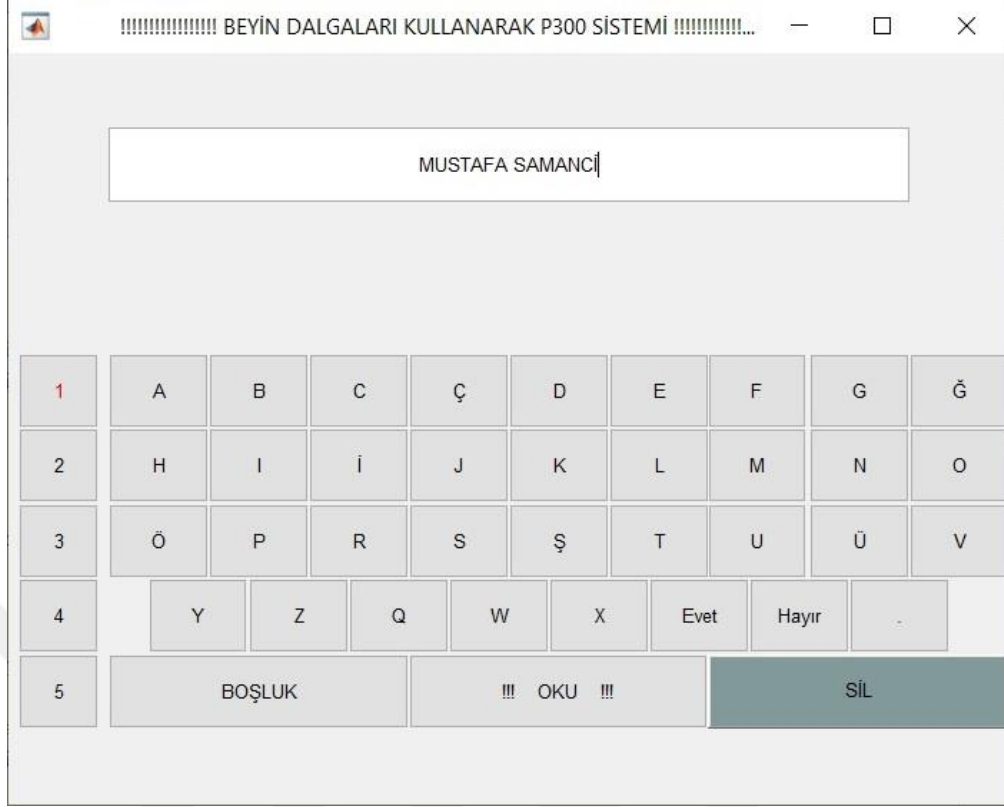 !!!!!!!!!!!!!!!!! BEYİN DALGALARI KULLANARAK P300 SİSTEMİ !!!!!!!!!!!!...
MUSTAFA SAMANCİ
1 A B C Ç D E F G Ğ
2 H I İ J K L M N O
3 Ö P R S Ş T U Ü V
4 Y Z Q W X Evet Hayır .
5 BOŞLUK !!! OKU !!! SİL